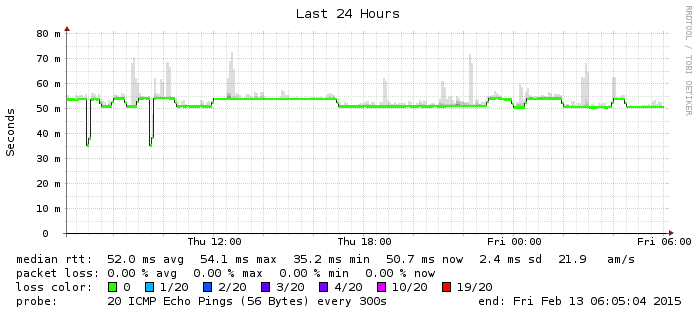 Last 24 Hours
RRDTOOL / TOBI OETIKER
Seconds
80 m
70 m
60 m
50 m
40 m
30 m
20 m
10 m
0
Thu 12:00 Thu 18:00 Fri 00:00 Fri 06:00
median rtt: 52.0 ms avg 54.1 ms max 35.2 ms min 50.7 ms now 2.4 ms sd 21.9 am/s
packet loss: 0.00 % avg 0.00 % max 0.00 % min 0.00 % now
loss color: 0 1/20 2/20 3/20 4/20 10/20 19/20
probe: 20 ICMP Echo Pings (56 Bytes) every 300s end: Fri Feb 13 06:05:04 2015